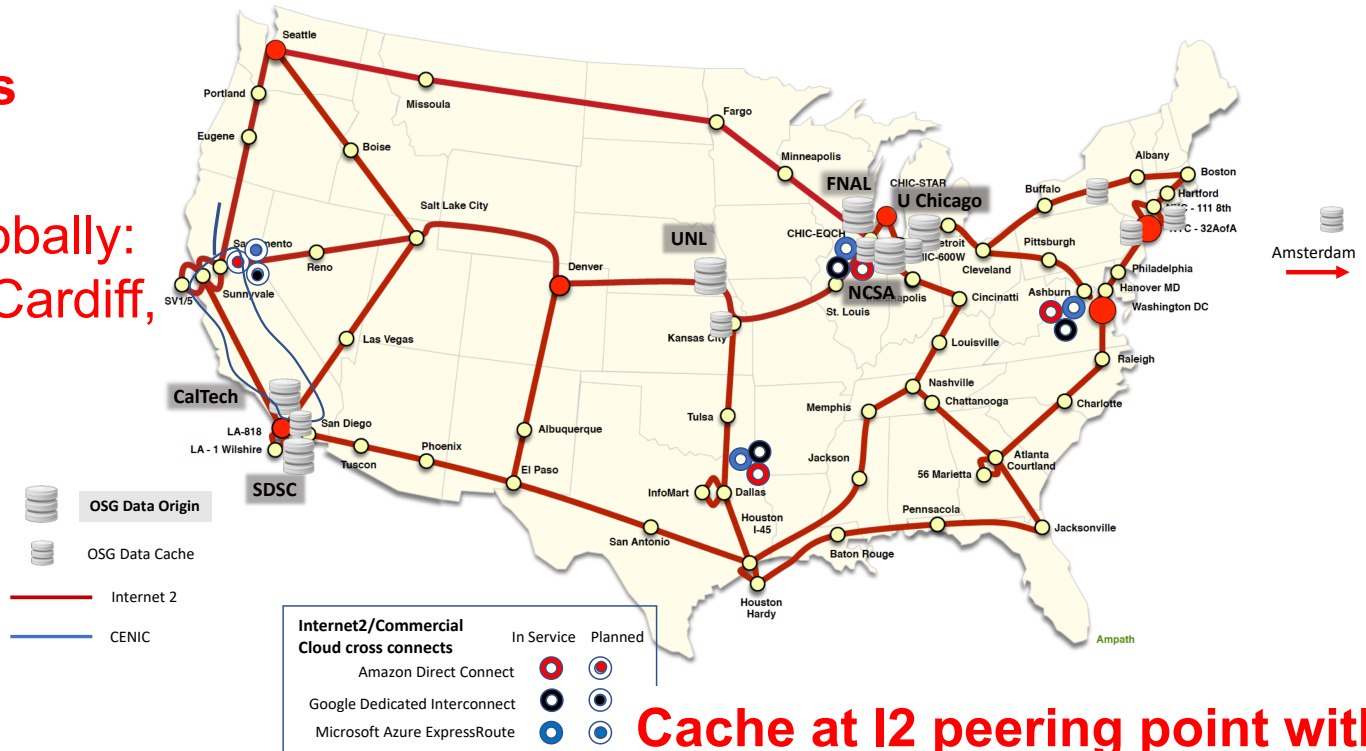 s
obally:
Cardiff,
Seattle
Portland
Missoula
Fargo
Eugene
Boise
Minneapolis
Albany
Boston
FNAL
CHIC-STAR
Buffalo
Hartford
Salt Lake City
U Chicago
- 111 8th
- 32AofA
UNL
CHIC-EQCH
Pittsburgh
Amsterdam
Reno
Denver
Cleveland
Philadelphia
SV1/5
Sunnyvale
NCSA
Cincinatti
Ashburn
Hanover MD
St. Louis
Washington DC
Las Vegas
Kansas City
Louisville
Raleigh
CalTech
Nashville
Tulsa
Memphis
Chattanooga
Charlotte
LA-818
San Diego
Albuquerque
LA - 1 Wilshire
Phoenix
Jackson
Atlanta
Courtland
Tuscon
El Paso
56 Marietta
SDSC
InfoMart
Dallas
OSG Data Origin
Houston
I-45
Pennsacola
San Antonio
Jacksonville
OSG Data Cache
Baton Rouge
Internet 2
Houston
Hardy
CENIC
Ampath
Internet2/Commercial
Cloud cross connects
In Service Planned
Amazon Direct Connect
Google Dedicated Interconnect
Microsoft Azure ExpressRoute
Cache at I2 peering point wit